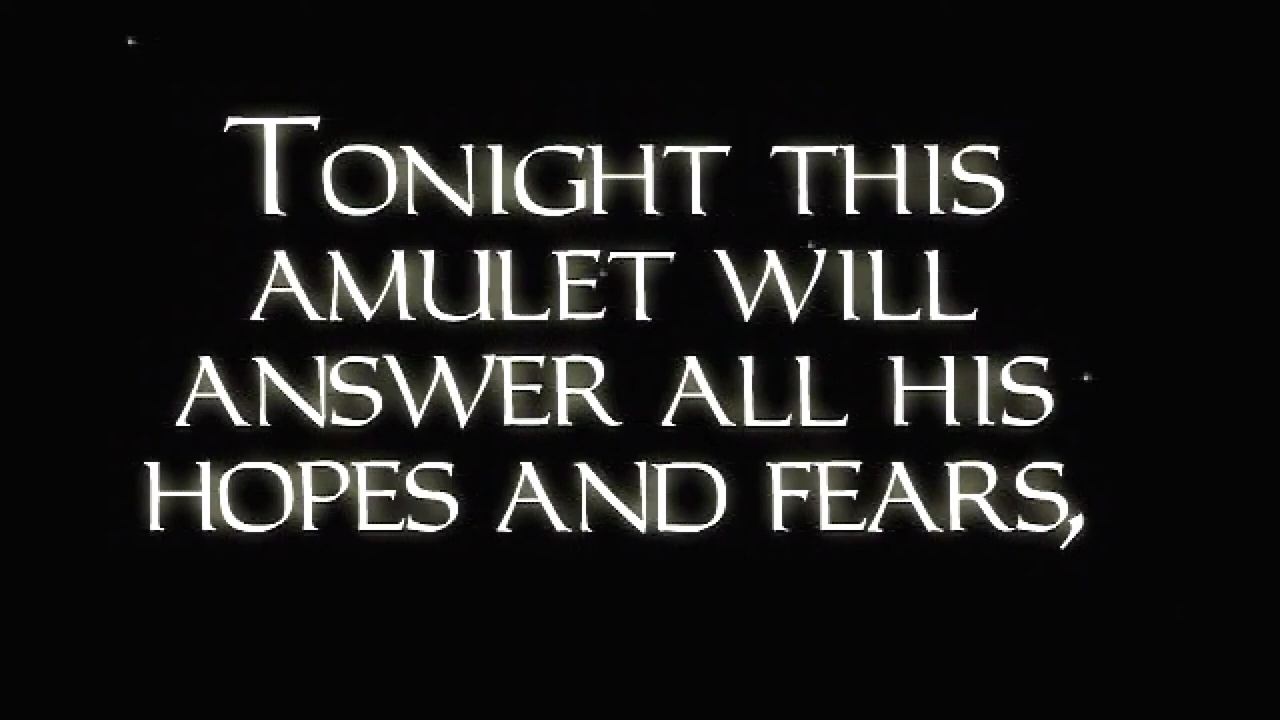 TONIGHT THIS
AMULET WILL
ANSWER ALL HIS
HOPES AND FEARS,